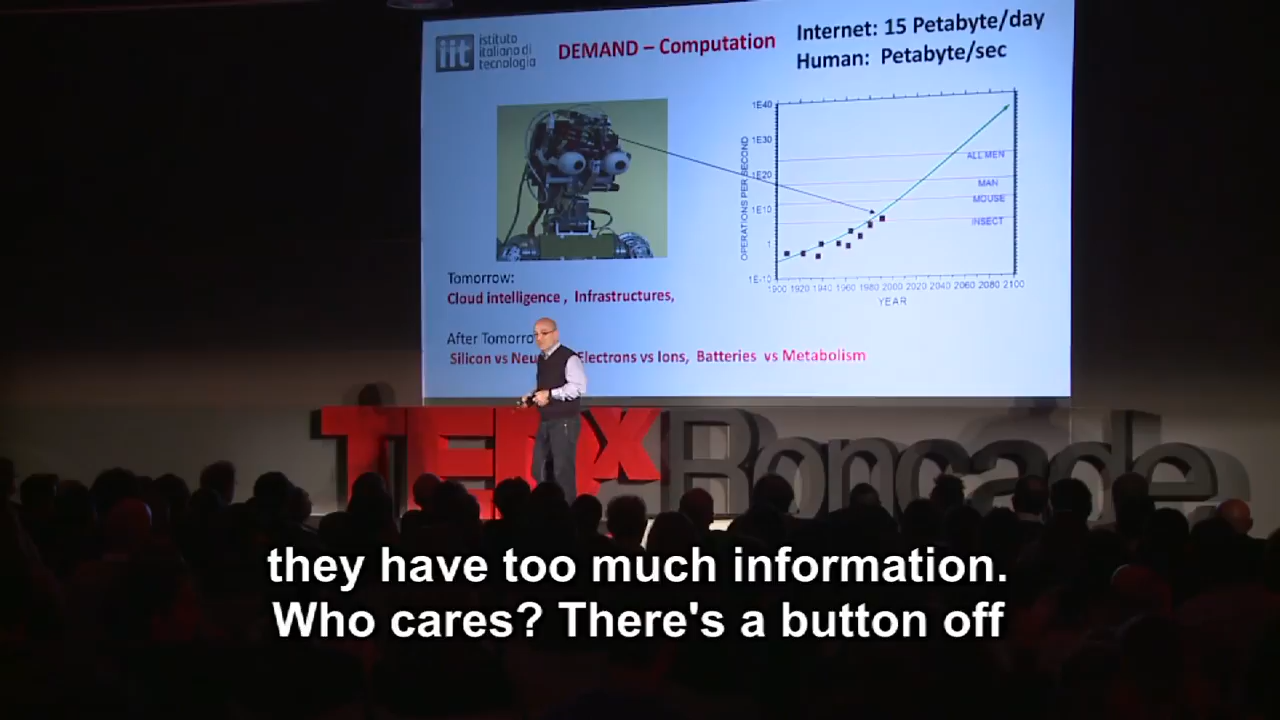 iit
istituto
italiano di
tecnologia
DEMAND – Computation
Internet: 15 Petabyte/day
Human: Petabyte/sec
OPERATIONS PER SECOND
1E40
1E30
1E20
1E10
1
1E-10
ALL MEN
MAN
MOUSE
INSECT
1900 1920 1940 1960 1980 2000 2020 2040 2060 2080 2100
YEAR
Tomorrow:
Cloud intelligence , Infrastructures,
After Tomorro
Silicon vs Neu Electrons vs Ions, Batteries vs Metabolism
TEDx Roncade
they have too much information.
Who cares? There's a button off